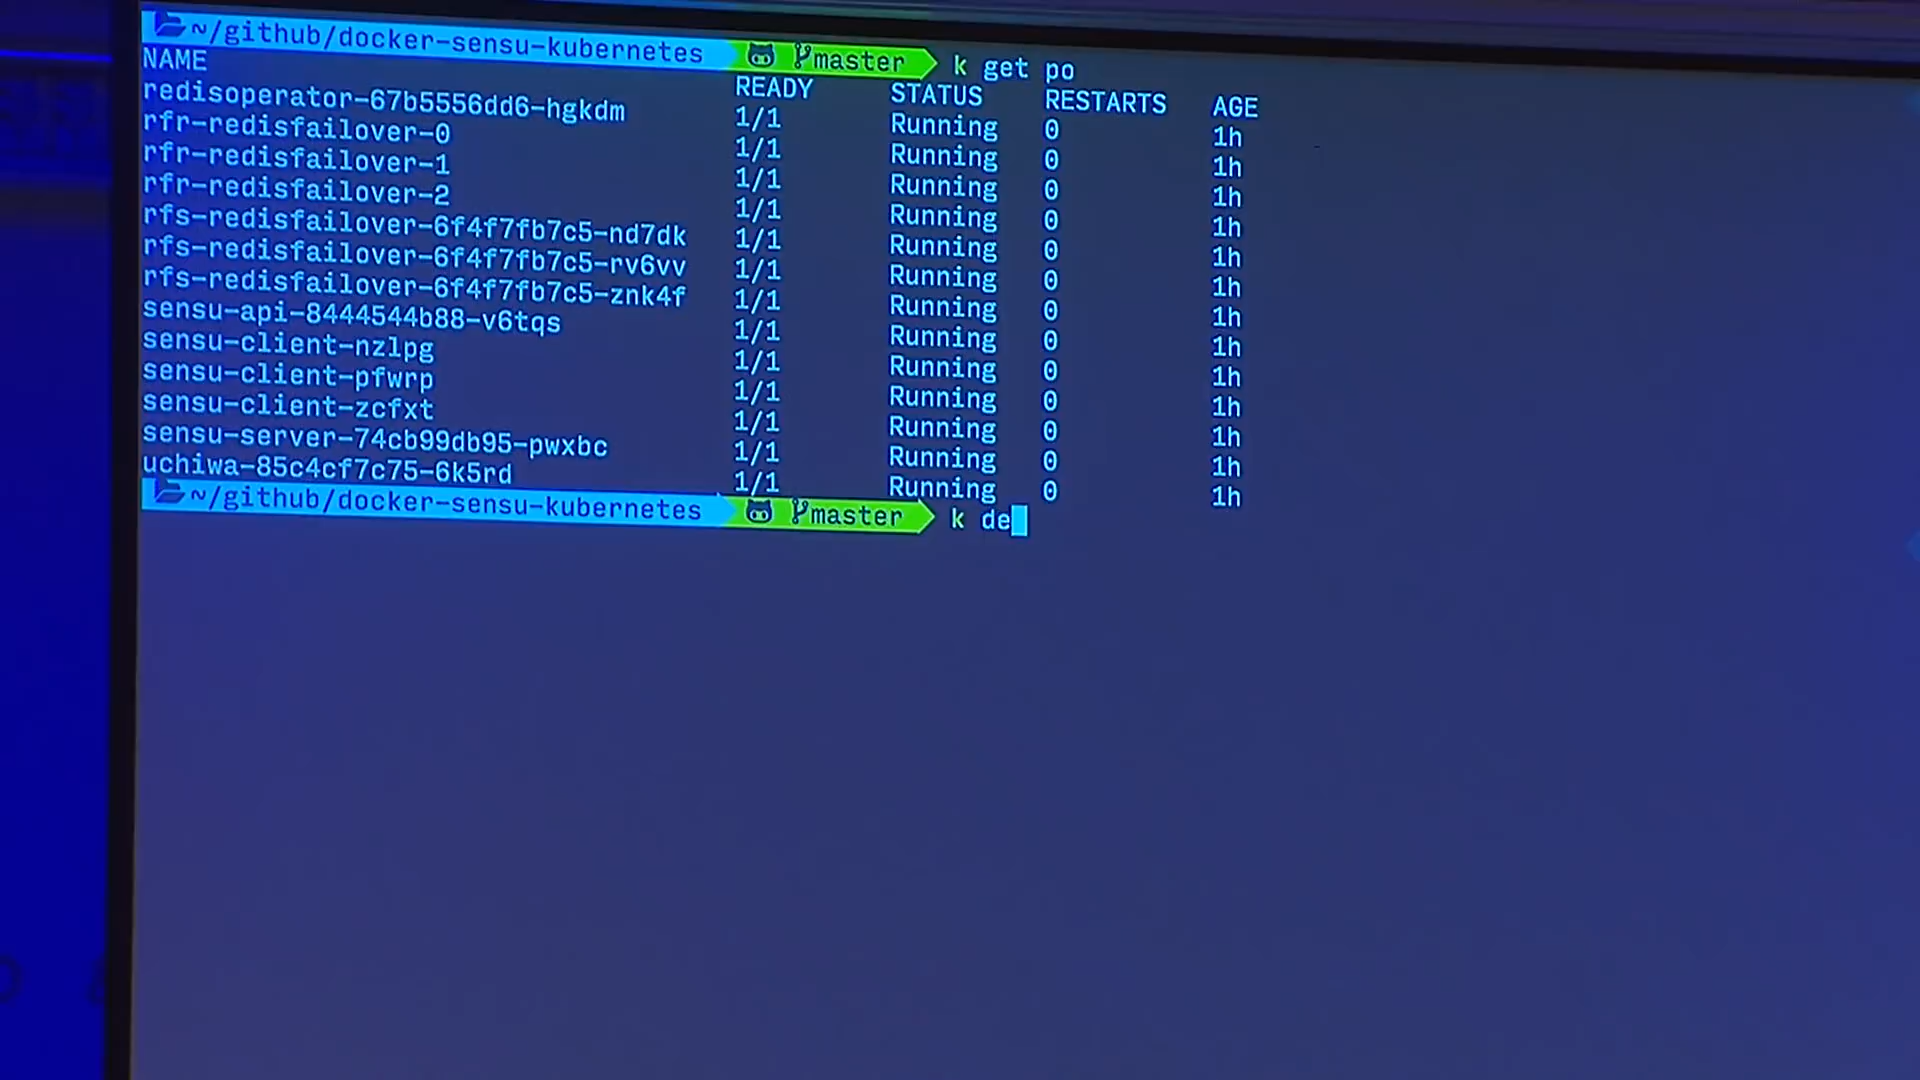 ~/github/docker-sensu-kubernetes master k get po
NAME READY STATUS RESTARTS AGE
redisoperator-67b5556dd6-hgkdm 1/1 Running 0 1h
rfr-redisfailover-0 1/1 Running 0 1h
rfr-redisfailover-1 1/1 Running 0 1h
rfr-redisfailover-2 1/1 Running 0 1h
rfs-redisfailover-6f4f7fb7c5-nd7dk 1/1 Running 0 1h
rfs-redisfailover-6f4f7fb7c5-rv6vv 1/1 Running 0 1h
rfs-redisfailover-6f4f7fb7c5-znk4f 1/1 Running 0 1h
sensu-api-8444544b88-v6tqs 1/1 Running 0 1h
sensu-client-nzlpg 1/1 Running 0 1h
sensu-client-pfwrp 1/1 Running 0 1h
sensu-client-zcfxt 1/1 Running 0 1h
sensu-server-74cb99db95-pwxbc 1/1 Running 0 1h
uchiwa-85c4cf7c75-6k5rd 1/1 Running 0 1h
~/github/docker-sensu-kubernetes master k de